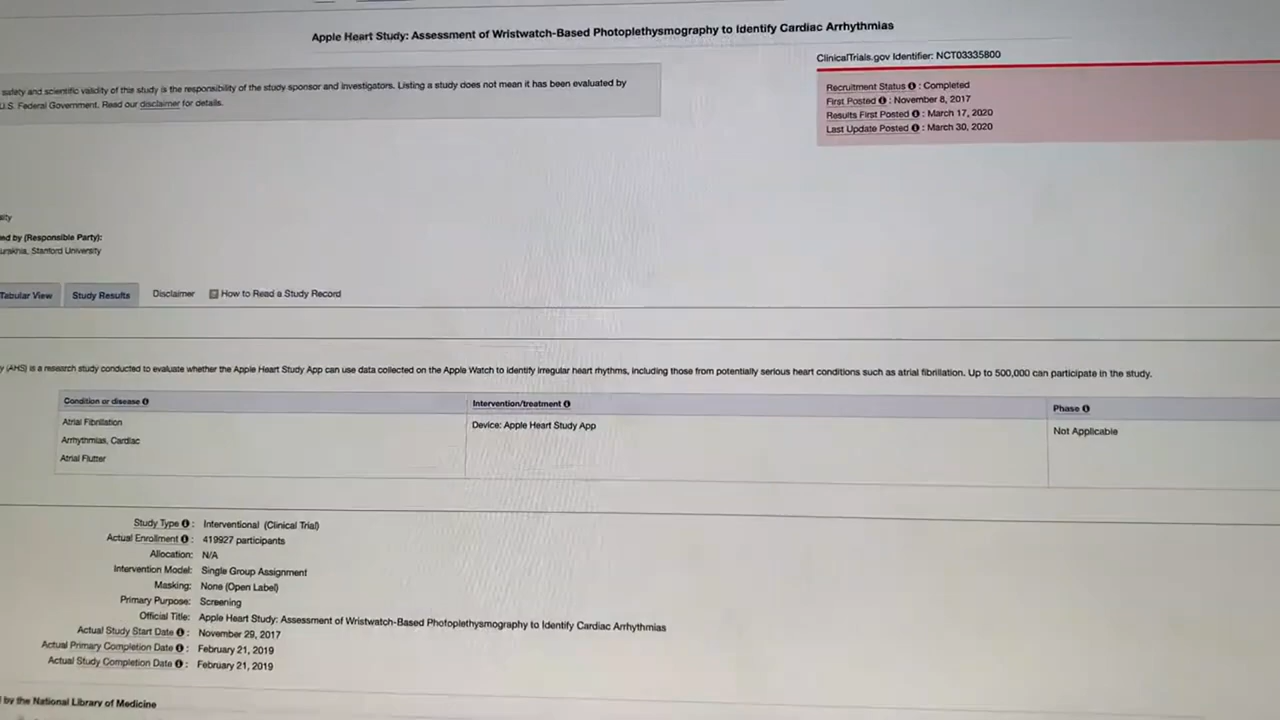 Apple Heart Study: Assessment of Wristwatch-Based Photoplethysmography to Identify Cardiac Arrhythmias
ClinicalTrials.gov Identifier: NCT03335800
safety and scientific validity of this study is the responsibility of the study sponsor and investigators. Listing a study does not mean it has been evaluated by
U.S. Federal Government. Read our disclaimer for details.
Recruitment Status : Completed
First Posted : November 8, 2017
Results First Posted : March 17, 2020
Last Update Posted : March 30, 2020
by (Responsible Party):
Stanford University
Tabular View Study Results Disclaimer How to Read a Study Record
(AHS) is a research study conducted to evaluate whether the Apple Heart Study App can use data collected on the Apple Watch to identify irregular heart rhythms, including those from potentially serious heart conditions such as atrial fibrillation. Up to 500,000 can participate in the study.
Condition or disease Intervention/treatment Phase
Atrial Fibrillation Device: Apple Heart Study App Not Applicable
Arrhythmias, Cardiac
Atrial Flutter
Study Type : Interventional (Clinical Trial)
Actual Enrollment : 419927 participants
Allocation: N/A
Intervention Model: Single Group Assignment
Masking: None (Open Label)
Primary Purpose: Screening
Official Title: Apple Heart Study: Assessment of Wristwatch-Based Photoplethysmography to Identify Cardiac Arrhythmias
Actual Study Start Date : November 29, 2017
Actual Primary Completion Date : February 21, 2019
Actual Study Completion Date : February 21, 2019
by the National Library of Medicine